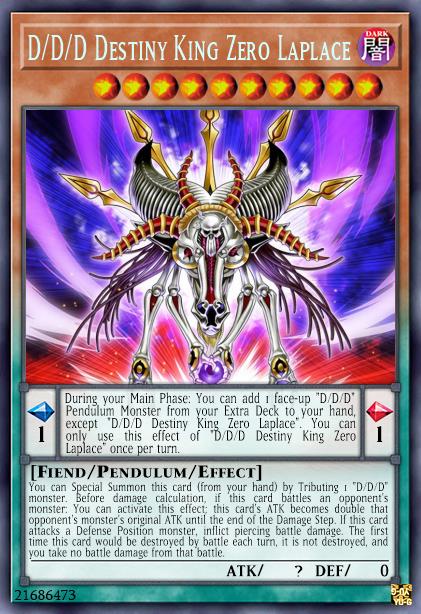 D/D/D Destiny King Zero Laplace
DARK
闇
During your Main Phase: You can add 1 face-up "D/D/D"
Pendulum Monster from your Extra Deck to your hand,
except "D/D/D Destiny King Zero Laplace". You can
only use this effect of "D/D/D Destiny King Zero
Laplace" once per turn.
1
1
[Fiend/Pendulum/Effect]
You can Special Summon this card (from your hand) by Tributing 1 "D/D/D"
monster. Before damage calculation, if this card battles an opponent's
monster: You can activate this effect; this card's ATK becomes double that
opponent's monster's original ATK until the end of the Damage Step. If this card
attacks a Defense Position monster, inflict piercing battle damage. The first
time this card would be destroyed by battle each turn, it is not destroyed, and
you take no battle damage from that battle.
ATK/ ? DEF/ 0
21686473